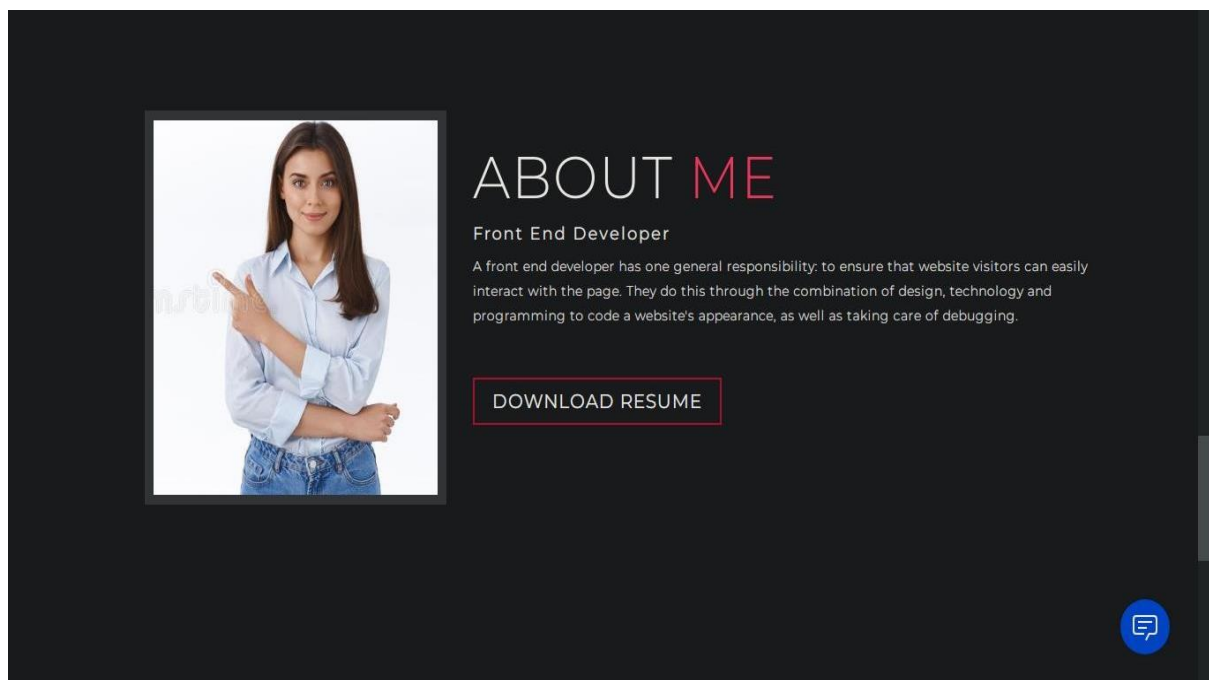 ABOUT ME
Front End Developer
A front end developer has one general responsibility: to ensure that website visitors can easily
interact with the page. They do this through the combination of design, technology and
programming to code a website's appearance, as well as taking care of debugging.
DOWNLOAD RESUME